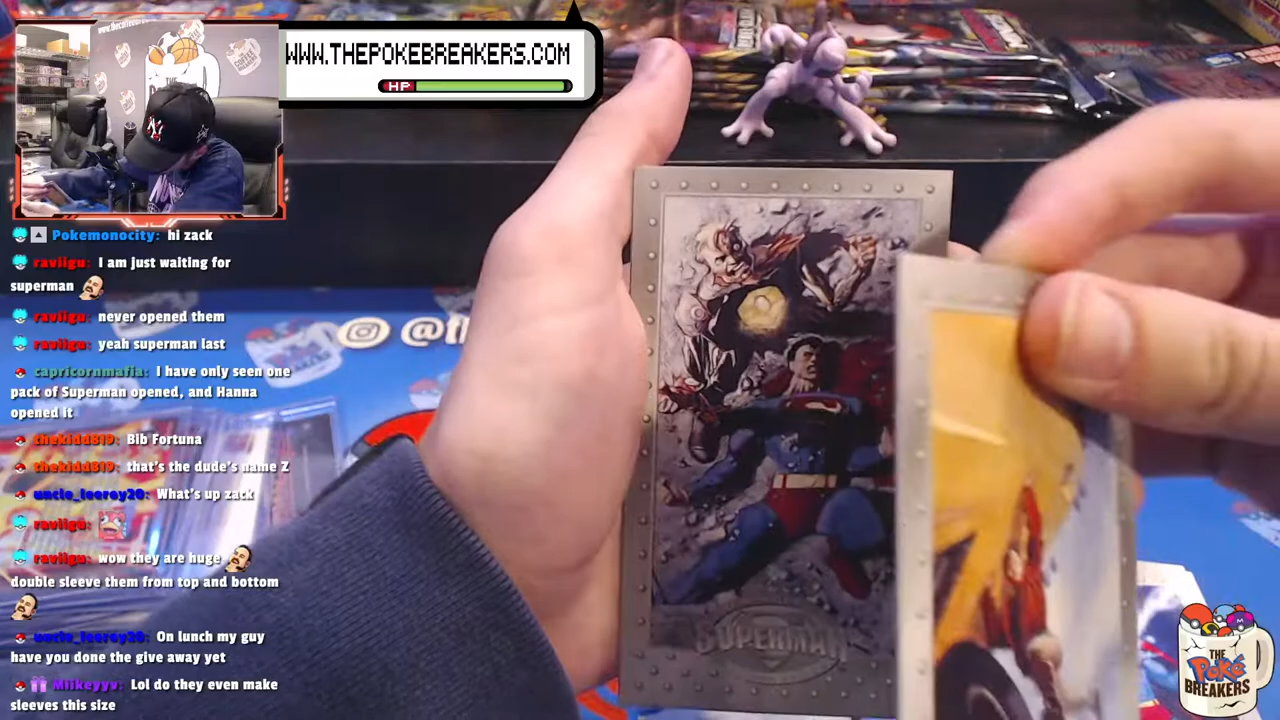 WWW.THEPOKEBREAKERS.COM
HP
Pokemonocity: hi zack
raviigu: I am just waiting for
superman
raviigu: never opened them
raviigu: yeah superman last
capricornmafia: I have only seen one
pack of Superman opened, and Hanna
opened it
thekidd819: Bib Fortuna
thekidd819: that's the dude's name Z
uncle_leeroy20: What's up zack
raviigu:
raviigu: wow they are huge
double sleeve them from top and bottom
uncle_leeroy20: On lunch my guy
have you done the give away yet
Mlikeyyv: Lol do they even make
sleeves this size
@th
SUPERMAN
THE
POKÉ
BREAKERS